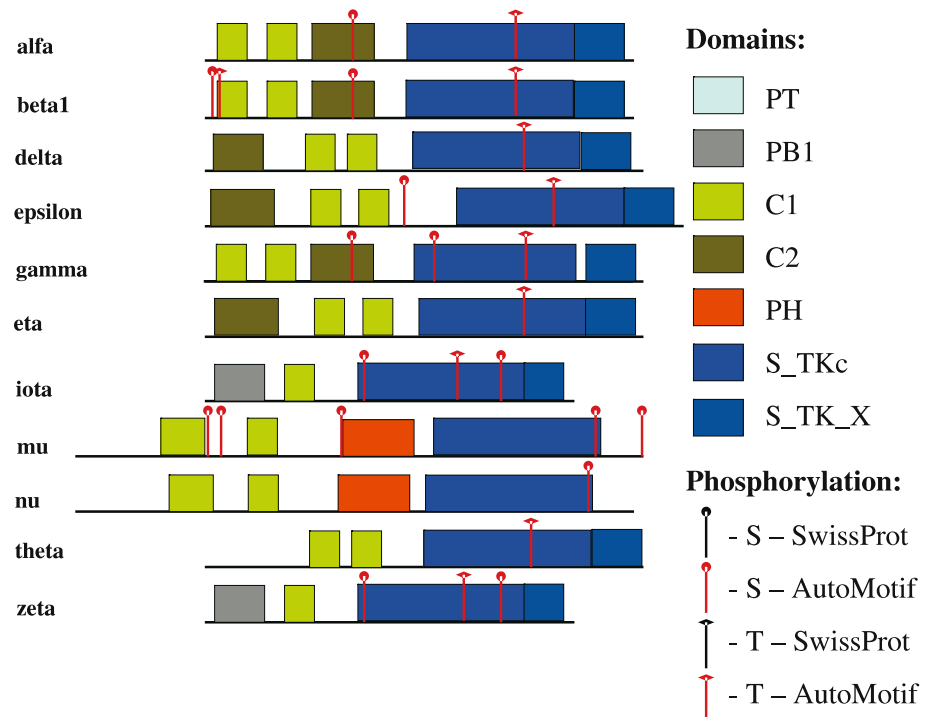 alfa
beta1
delta
epsilon
gamma
eta
iota
mu
nu
theta
zeta
Domains:
PT
PB1
C1
C2
PH
S_TKc
S_TK_X
Phosphorylation:
- S – SwissProt
- S – AutoMotif
- T – SwissProt
- T – AutoMotif